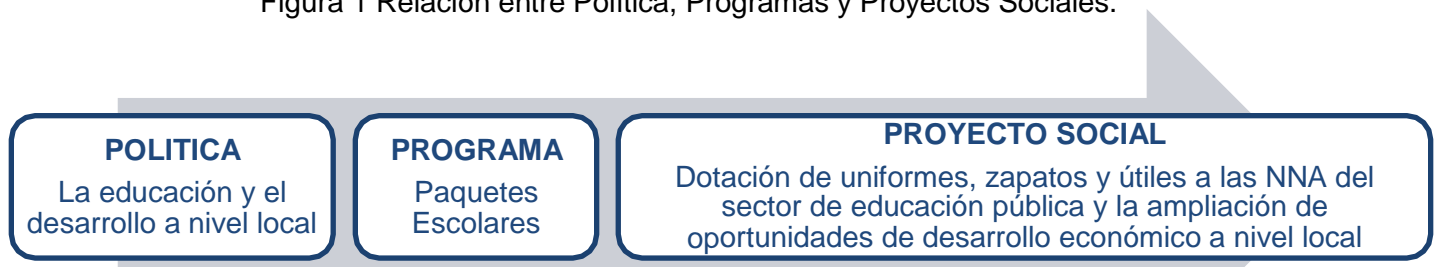 Figura 1 Relación entre Política, Programas y Proyectos Sociales.
POLITICA
La educación y el
desarrollo a nivel local
PROGRAMA
Paquetes
Escolares
PROYECTO SOCIAL
Dotación de uniformes, zapatos y útiles a las NNA del
sector de educación pública y la ampliación de
oportunidades de desarrollo económico a nivel local